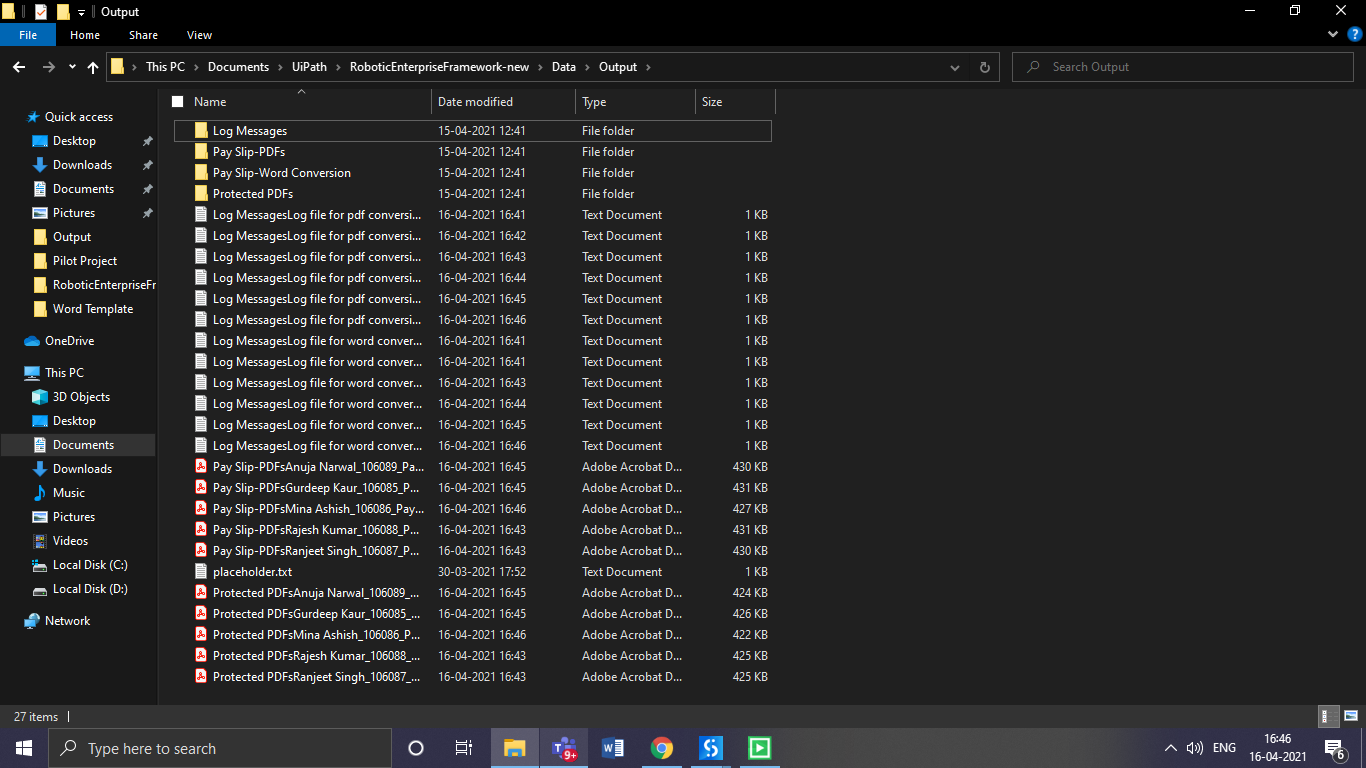 Output
File Home Share View
This PC Documents UiPath RoboticEnterpriseFramework-new Data Output
Search Output
Name Date modified Type Size
Quick access
Desktop
Downloads
Documents
Pictures
Output
Pilot Project
RoboticEnterpriseFr
Word Template
OneDrive
This PC
3D Objects
Desktop
Documents
Downloads
Music
Pictures
Videos
Local Disk (C:)
Local Disk (D:)
Network
Log Messages 15-04-2021 12:41 File folder
Pay Slip-PDFs 15-04-2021 12:41 File folder
Pay Slip-Word Conversion 15-04-2021 12:41 File folder
Protected PDFs 15-04-2021 12:41 File folder
Log MessagesLog file for pdf conversi... 16-04-2021 16:41 Text Document 1 KB
Log MessagesLog file for pdf conversi... 16-04-2021 16:42 Text Document 1 KB
Log MessagesLog file for pdf conversi... 16-04-2021 16:43 Text Document 1 KB
Log MessagesLog file for pdf conversi... 16-04-2021 16:44 Text Document 1 KB
Log MessagesLog file for pdf conversi... 16-04-2021 16:45 Text Document 1 KB
Log MessagesLog file for pdf conversi... 16-04-2021 16:46 Text Document 1 KB
Log MessagesLog file for word conver... 16-04-2021 16:41 Text Document 1 KB
Log MessagesLog file for word conver... 16-04-2021 16:41 Text Document 1 KB
Log MessagesLog file for word conver... 16-04-2021 16:43 Text Document 1 KB
Log MessagesLog file for word conver... 16-04-2021 16:44 Text Document 1 KB
Log MessagesLog file for word conver... 16-04-2021 16:45 Text Document 1 KB
Log MessagesLog file for word conver... 16-04-2021 16:46 Text Document 1 KB
Pay Slip-PDFsAnuja Narwal_106089_Pa... 16-04-2021 16:45 Adobe Acrobat D... 430 KB
Pay Slip-PDFsGurdeep Kaur_106085_P... 16-04-2021 16:45 Adobe Acrobat D... 431 KB
Pay Slip-PDFsMina Ashish_106086_Pay... 16-04-2021 16:46 Adobe Acrobat D... 427 KB
Pay Slip-PDFsRajesh Kumar_106088_P... 16-04-2021 16:43 Adobe Acrobat D... 431 KB
Pay Slip-PDFsRanjeet Singh_106087_P... 16-04-2021 16:43 Adobe Acrobat D... 430 KB
placeholder.txt 30-03-2021 17:52 Text Document 1 KB
Protected PDFsAnuja Narwal_106089_... 16-04-2021 16:45 Adobe Acrobat D... 424 KB
Protected PDFsGurdeep Kaur_106085_... 16-04-2021 16:45 Adobe Acrobat D... 426 KB
Protected PDFsMina Ashish_106086_P... 16-04-2021 16:46 Adobe Acrobat D... 422 KB
Protected PDFsRajesh Kumar_106088_... 16-04-2021 16:43 Adobe Acrobat D... 425 KB
Protected PDFsRanjeet Singh_106087_... 16-04-2021 16:43 Adobe Acrobat D... 425 KB
27 items
Type here to search
9+
ENG
16:46
16-04-2021
6